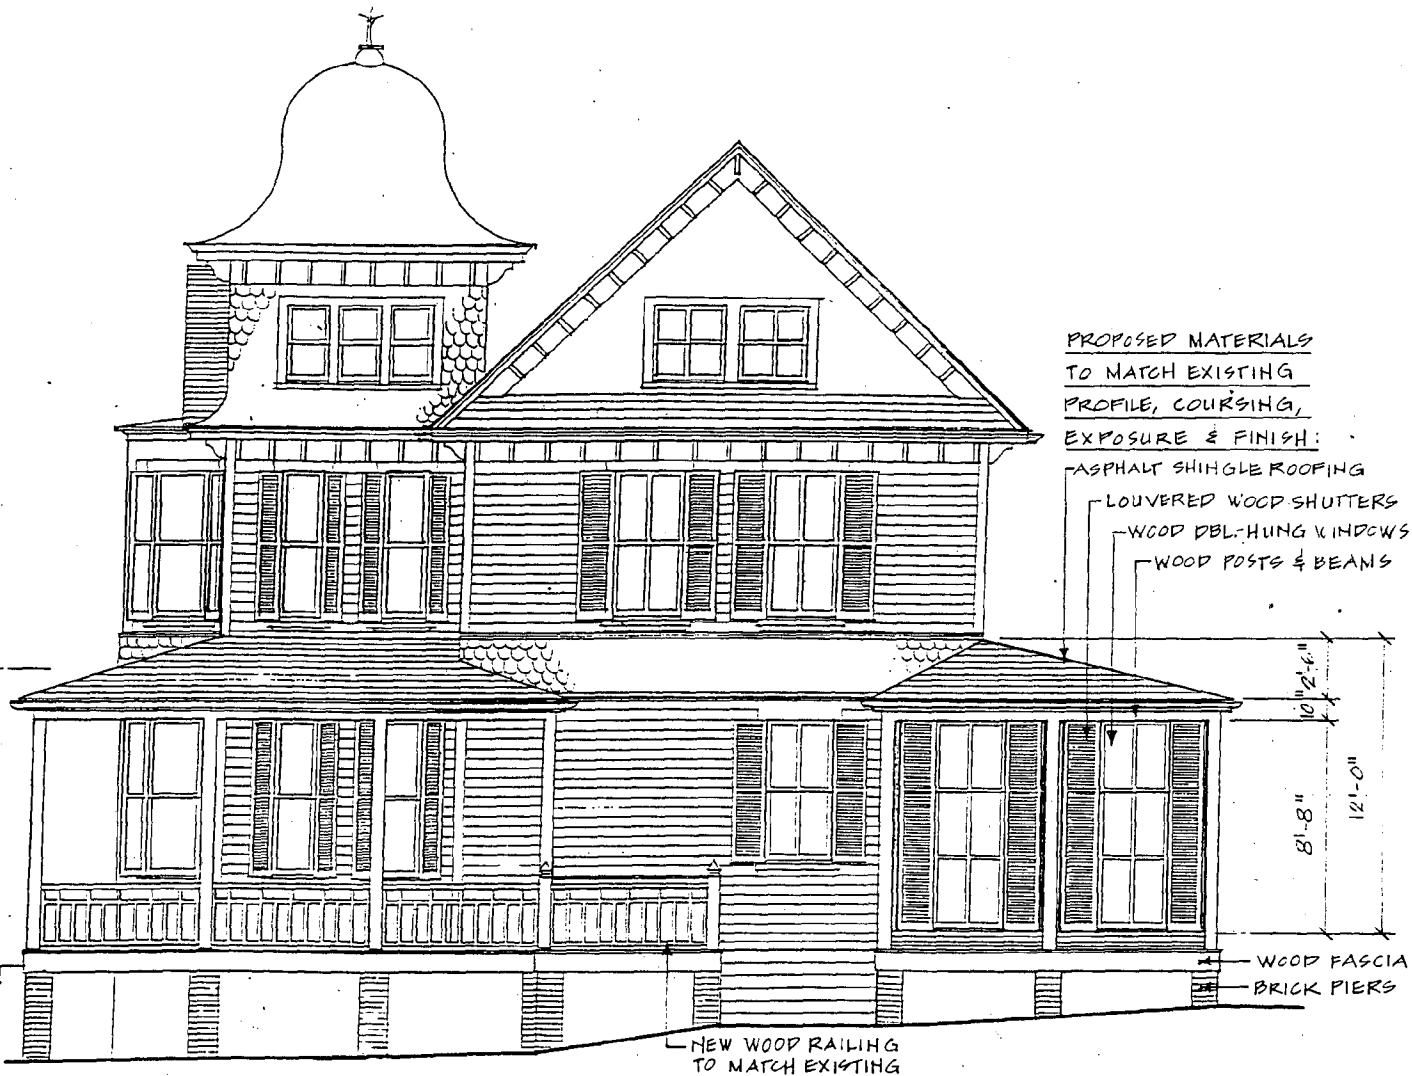 PROPOSED MATERIALS
TO MATCH EXISTING
PROFILE, COURSING,
EXPOSURE & FINISH:
ASPHALT SHINGLE ROOFING
LOUVERED WOOD SHUTTERS
WOOD DBL-HUNG WINDOWS
WOOD POSTS & BEAMS
2'-6"
10"
8'-8"
12'-0"
WOOD FASCIA
BRICK PIERS
NEW WOOD RAILING
TO MATCH EXISTING